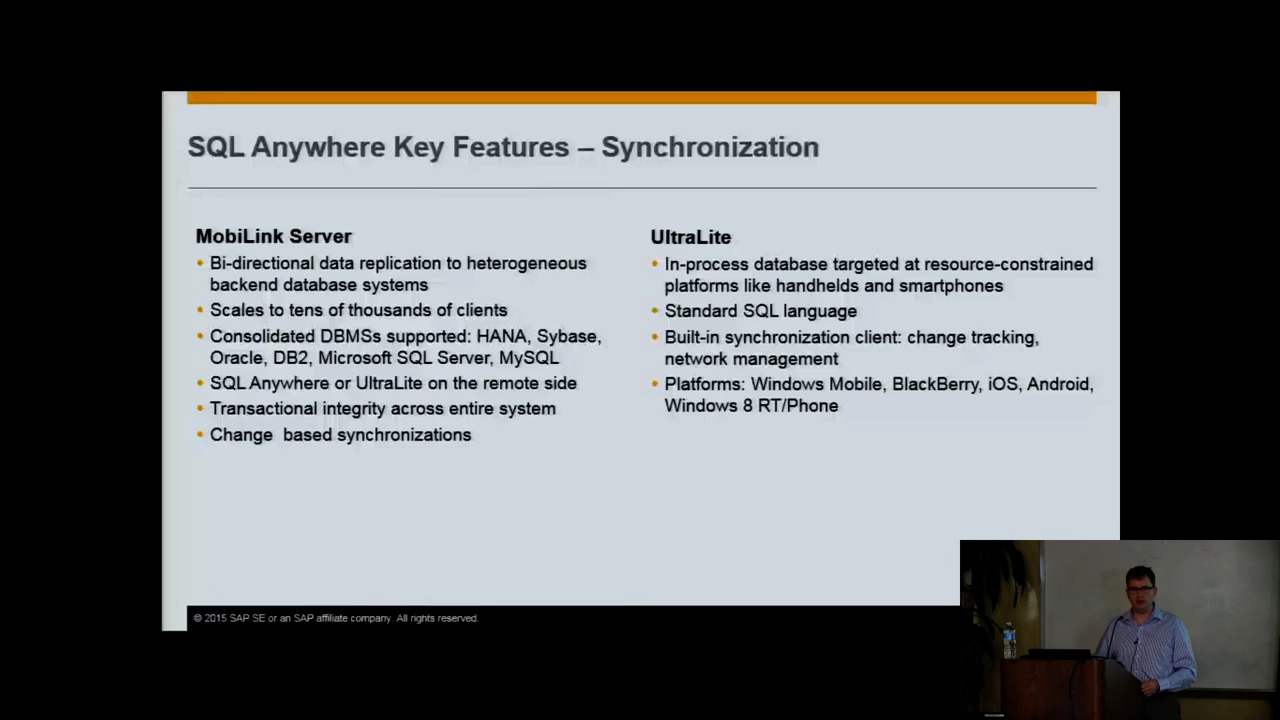 SQL Anywhere Key Features – Synchronization
MobiLink Server
• Bi-directional data replication to heterogeneous
backend database systems
• Scales to tens of thousands of clients
• Consolidated DBMSs supported: HANA, Sybase,
Oracle, DB2, Microsoft SQL Server, MySQL
• SQL Anywhere or UltraLite on the remote side
• Transactional integrity across entire system
• Change based synchronizations
UltraLite
• In-process database targeted at resource-constrained
platforms like handhelds and smartphones
• Standard SQL language
• Built-in synchronization client: change tracking,
network management
• Platforms: Windows Mobile, BlackBerry, iOS, Android,
Windows 8 RT/Phone
© 2015 SAP SE or an SAP affiliate company. All rights reserved.